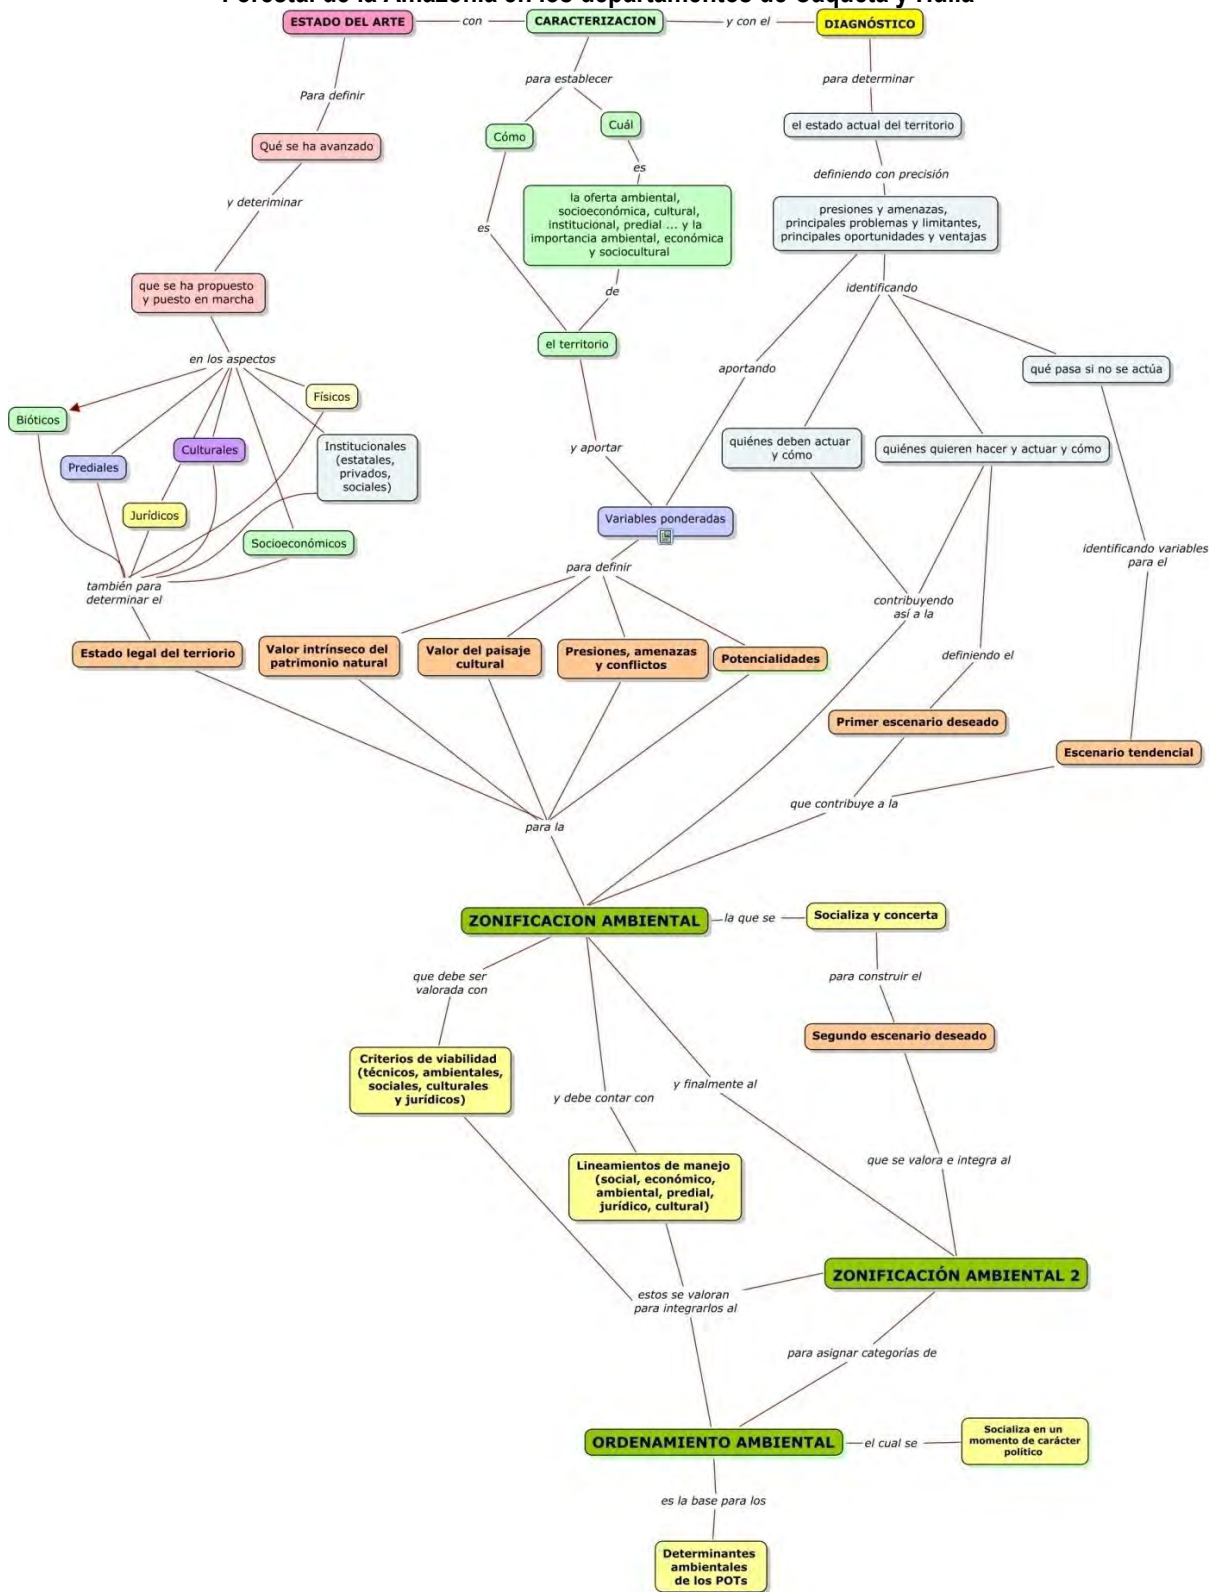 Forestal de la Amazonía en los departamentos de Caquetá y Huila
ESTADO DEL ARTE
con
CARACTERIZACION
y con el
DIAGNÓSTICO
para establecer
para determinar
Para definir
Cómo
Cuál
el estado actual del territorio
Qué se ha avanzado
es
definiendo con precisión
y deteriminar
es
la oferta ambiental,
socioeconómica, cultural,
institucional, predial ... y la
importancia ambiental, económica
y sociocultural
presiones y amenazas,
principales problemas y limitantes,
principales oportunidades y ventajas
que se ha propuesto
y puesto en marcha
de
identificando
el territorio
en los aspectos
aportando
qué pasa si no se actúa
Físicos
Bióticos
Prediales
Culturales
Institucionales
(estatales,
privados,
sociales)
y aportar
quiénes deben actuar
y cómo
quiénes quieren hacer y actuar y cómo
Jurídicos
Socioeconómicos
Variables ponderadas
identificando variables
para el
también para
determinar el
para definir
contribuyendo
así a la
Estado legal del terriorio
Valor intrínseco del
patrimonio natural
Valor del paisaje
cultural
Presiones, amenazas
y conflictos
Potencialidades
definiendo el
Primer escenario deseado
Escenario tendencial
que contribuye a la
para la
ZONIFICACION AMBIENTAL
la que se
Socializa y concerta
que debe ser
valorada con
para construir el
Segundo escenario deseado
Criterios de viabilidad
(técnicos, ambientales,
sociales, culturales
y jurídicos)
y finalmente al
y debe contar con
Lineamientos de manejo
(social, económico,
ambiental, predial,
jurídico, cultural)
que se valora e integra al
ZONIFICACIÓN AMBIENTAL 2
estos se valoran
para integrarlos al
para asignar categorías de
ORDENAMIENTO AMBIENTAL
el cual se
Socializa en un
momento de carácter
político
es la base para los
Determinantes
ambientales
de los POTs